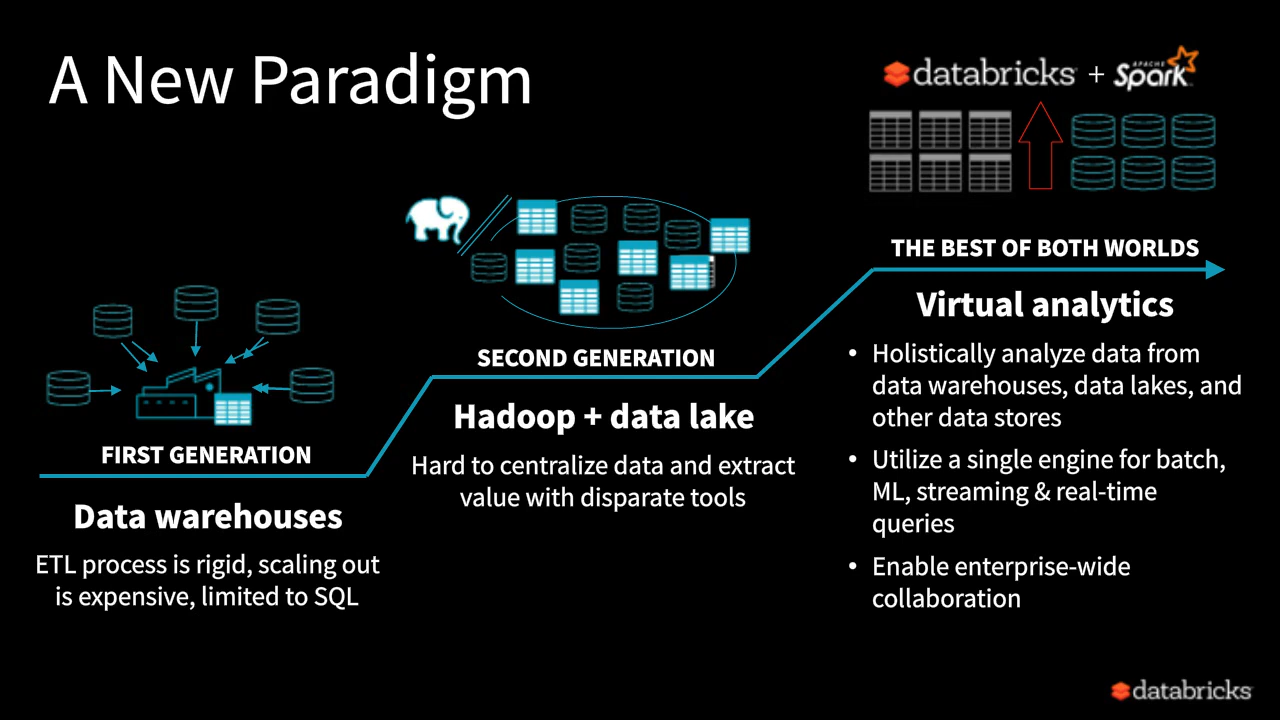 A New Paradigm
databricks + APACHE Spark
FIRST GENERATION
Data warehouses
ETL process is rigid, scaling out
is expensive, limited to SQL
SECOND GENERATION
Hadoop + data lake
Hard to centralize data and extract
value with disparate tools
THE BEST OF BOTH WORLDS
Virtual analytics
• Holistically analyze data from
data warehouses, data lakes, and
other data stores
• Utilize a single engine for batch,
ML, streaming & real-time
queries
• Enable enterprise-wide
collaboration
databricks